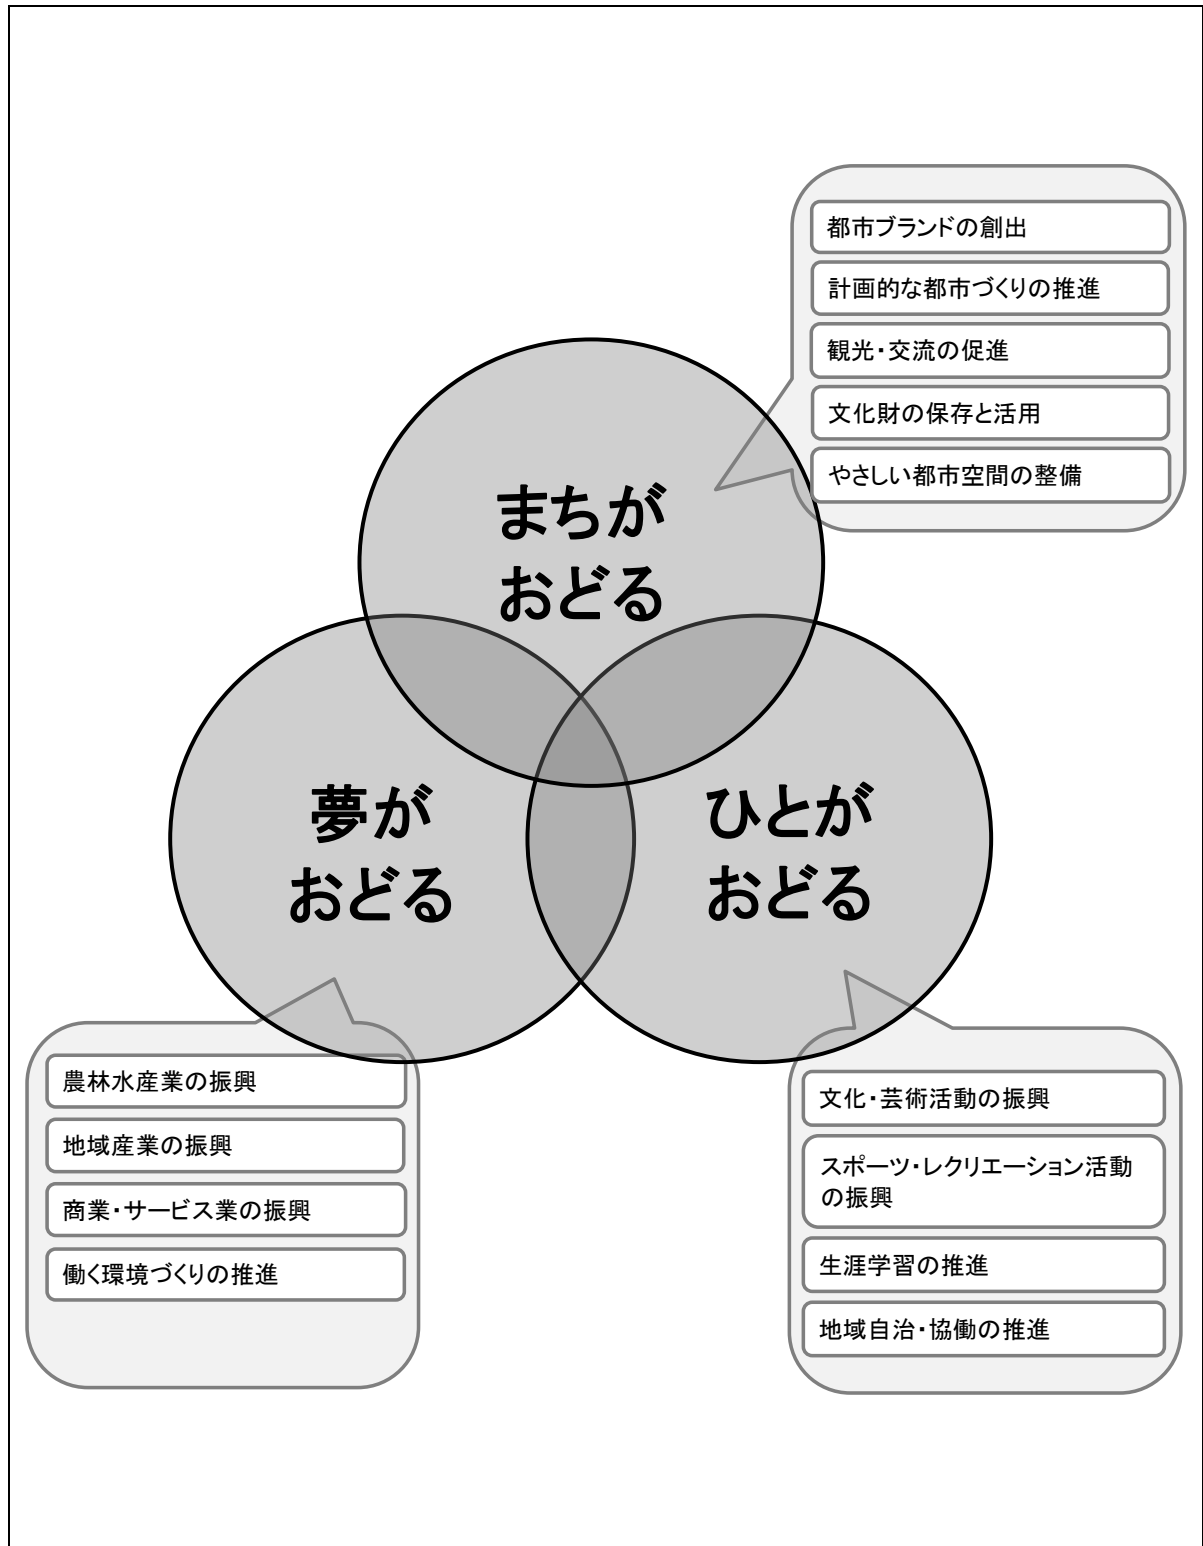 都市ブランドの創出
計画的な都市づくりの推進
観光・交流の促進
文化財の保存と活用
やさしい都市空間の整備
まちが
おどる
夢が
おどる
ひとが
おどる
農林水産業の振興
地域産業の振興
商業・サービス業の振興
働く環境づくりの推進
文化・芸術活動の振興
スポーツ・レクリエーション活動
の振興
生涯学習の推進
地域自治・協働の推進